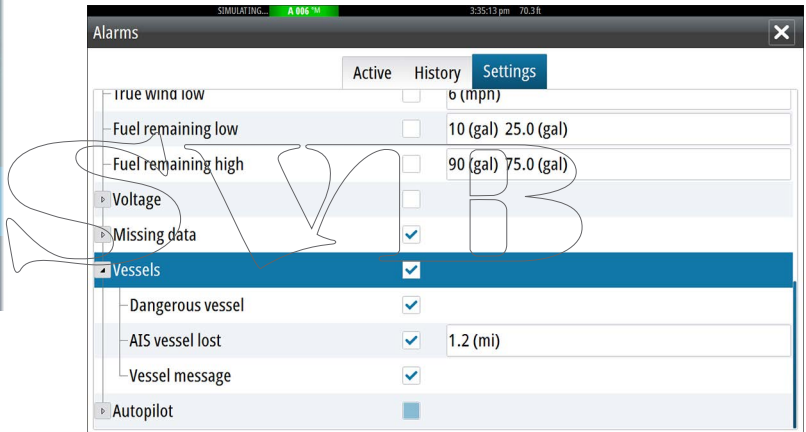 SIMULATING... A 006 °M 3:35:13 pm 70.3 ft
Alarms
Active History Settings
True wind low 6 (mph)
Fuel remaining low 10 (gal) 25.0 (gal)
Fuel remaining high 90 (gal) 75.0 (gal)
Voltage
Missing data
Vessels
Dangerous vessel
AIS vessel lost 1.2 (mi)
Vessel message
Autopilot
SVB